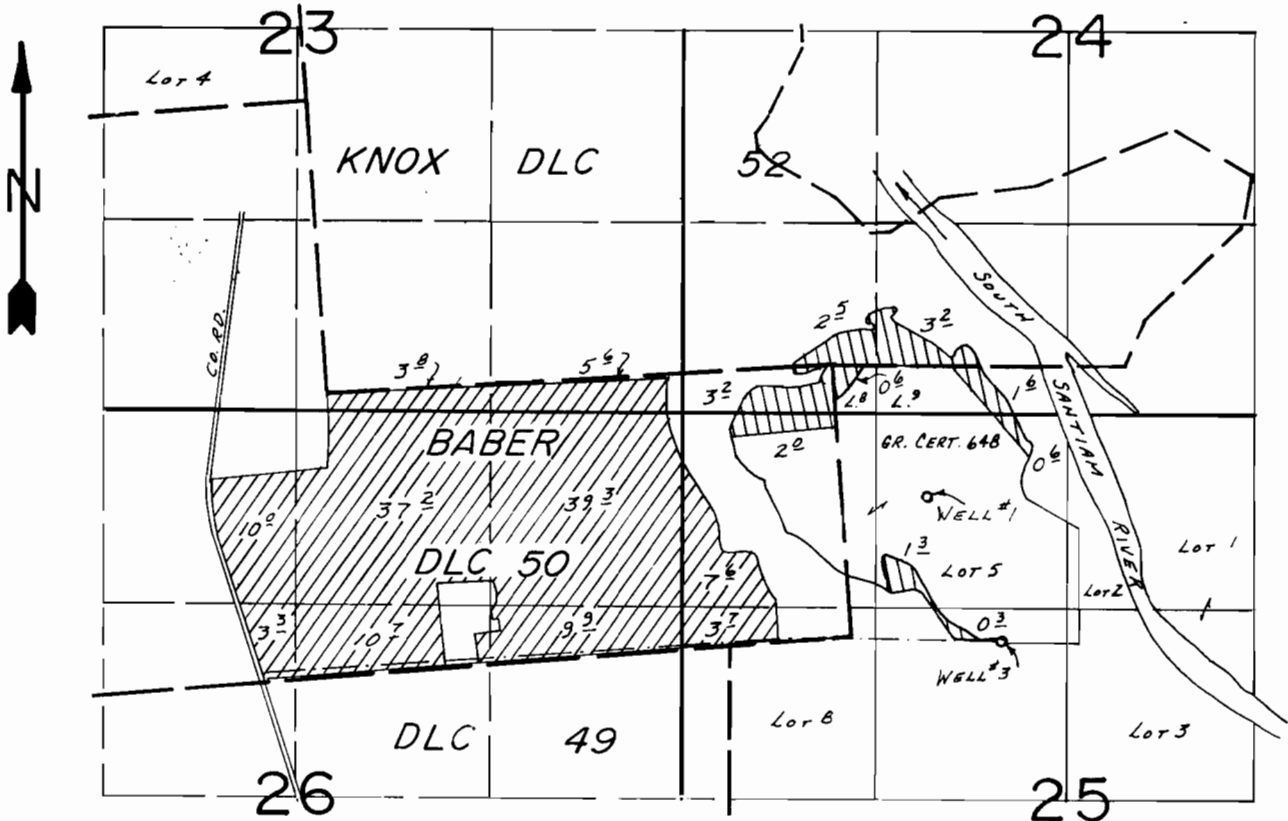 23
24
Lot 4
N
KNOX DLC 52
CO. RD.
SOUTH
SANTIAM
RIVER
2 5
3 2
3 8
5 6
3 2
0 6
1 6
L.8
L.9
BABER
2 0
GR. CERT. 648
0 6
10 0
37 2
39 3
WELL #1
DLC 50
7 6
1 3
LOT 5
Lot 1
Lot 2
3 3
10 7
9 9
3 7
0 3
WELL #3
DLC 49
Lot 8
Lot 3
26
25